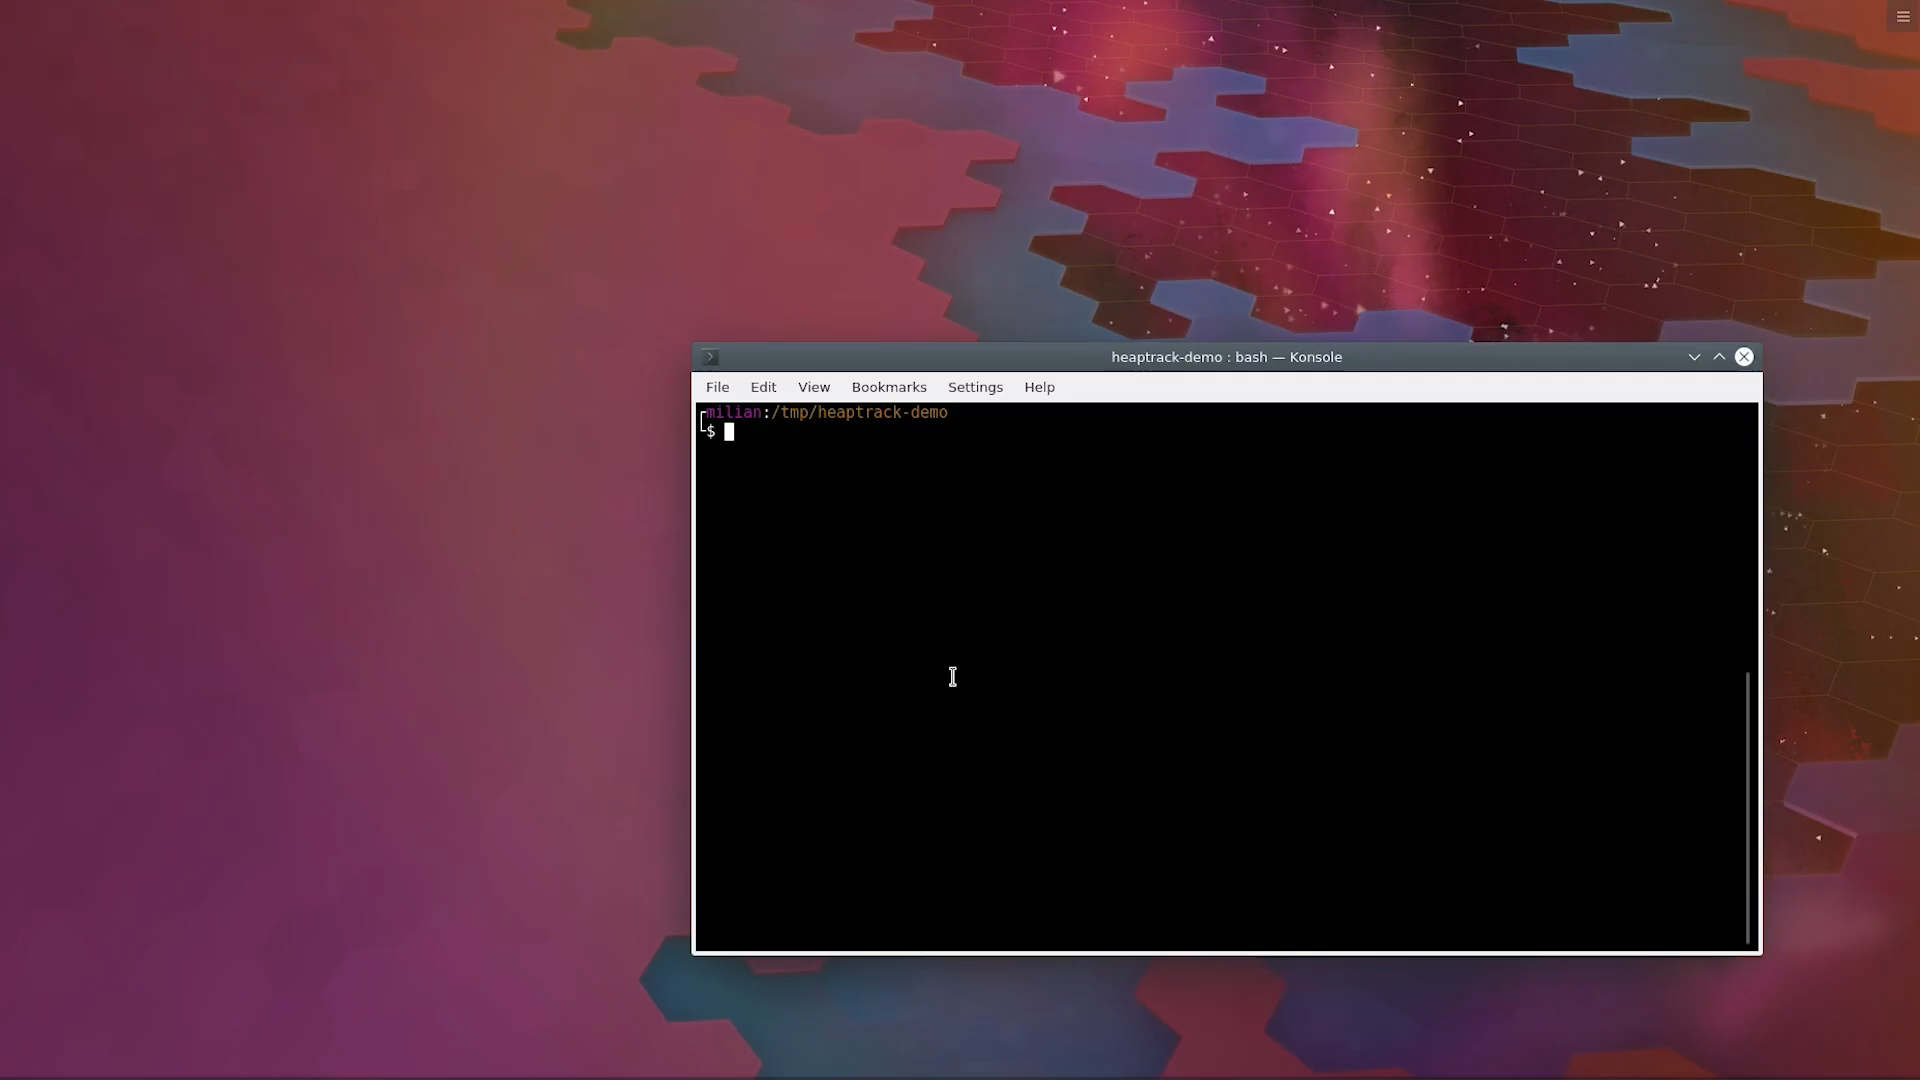 heaptrack-demo : bash — Konsole
File Edit View Bookmarks Settings Help
milian:/tmp/heaptrack-demo
$